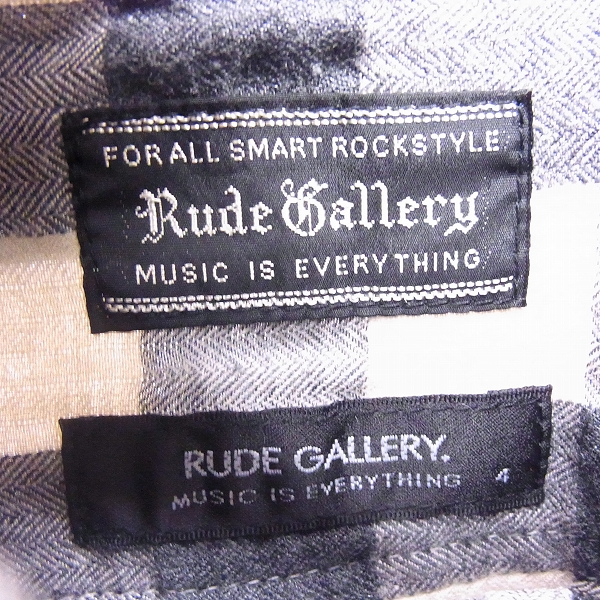 FOR ALL SMART ROCKSTYLE
Rude Gallery
MUSIC IS EVERYTHING
RUDE GALLERY.
MUSIC IS EVERYTHING 4